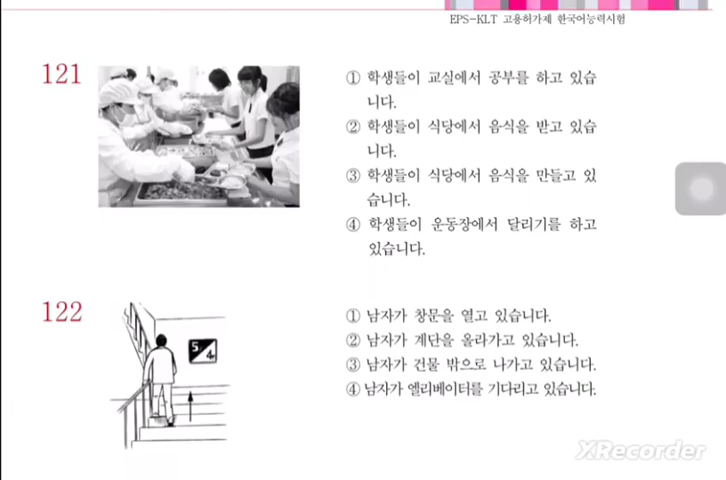 EPS-KLT 고용허가제 한국어능력시험
121
① 학생들이 교실에서 공부를 하고 있습
니다.
② 학생들이 식당에서 음식을 받고 있습
니다.
③ 학생들이 식당에서 음식을 만들고 있
습니다.
④ 학생들이 운동장에서 달리기를 하고
있습니다.
122
5/4
① 남자가 창문을 열고 있습니다.
② 남자가 계단을 올라가고 있습니다.
③ 남자가 건물 밖으로 나가고 있습니다.
④ 남자가 엘리베이터를 기다리고 있습니다.
XRecorder